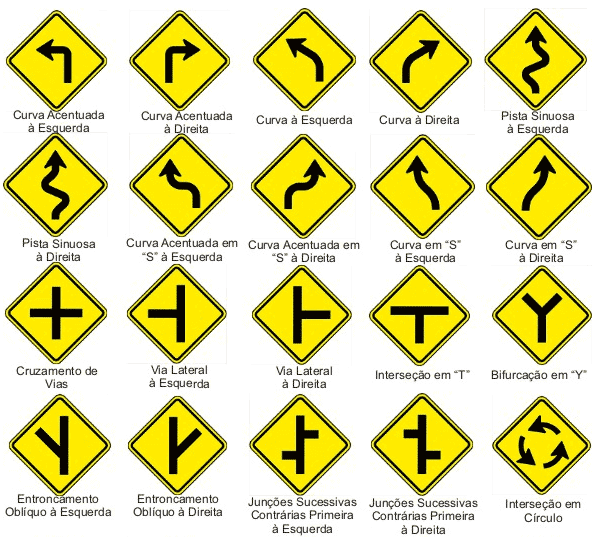 Curva Acentuada
à Esquerda
Curva Acentuada
à Direita
Curva à Esquerda
Curva à Direita
Pista Sinuosa
à Esquerda
Pista Sinuosa
à Direita
Curva Acentuada em
“S” à Esquerda
Curva Acentuada em
“S” à Direita
Curva em “S”
à Esquerda
Curva em “S”
à Direita
Cruzamento de
Vias
Via Lateral
à Esquerda
Via Lateral
à Direita
Interseção em “T”
Bifurcação em “Y”
Entroncamento
Oblíquo à Esquerda
Entroncamento
Oblíquo à Direita
Junções Sucessivas
Contrárias Primeira
à Esquerda
Junções Sucessivas
Contrárias Primeira
à Direita
Interseção em
Círculo